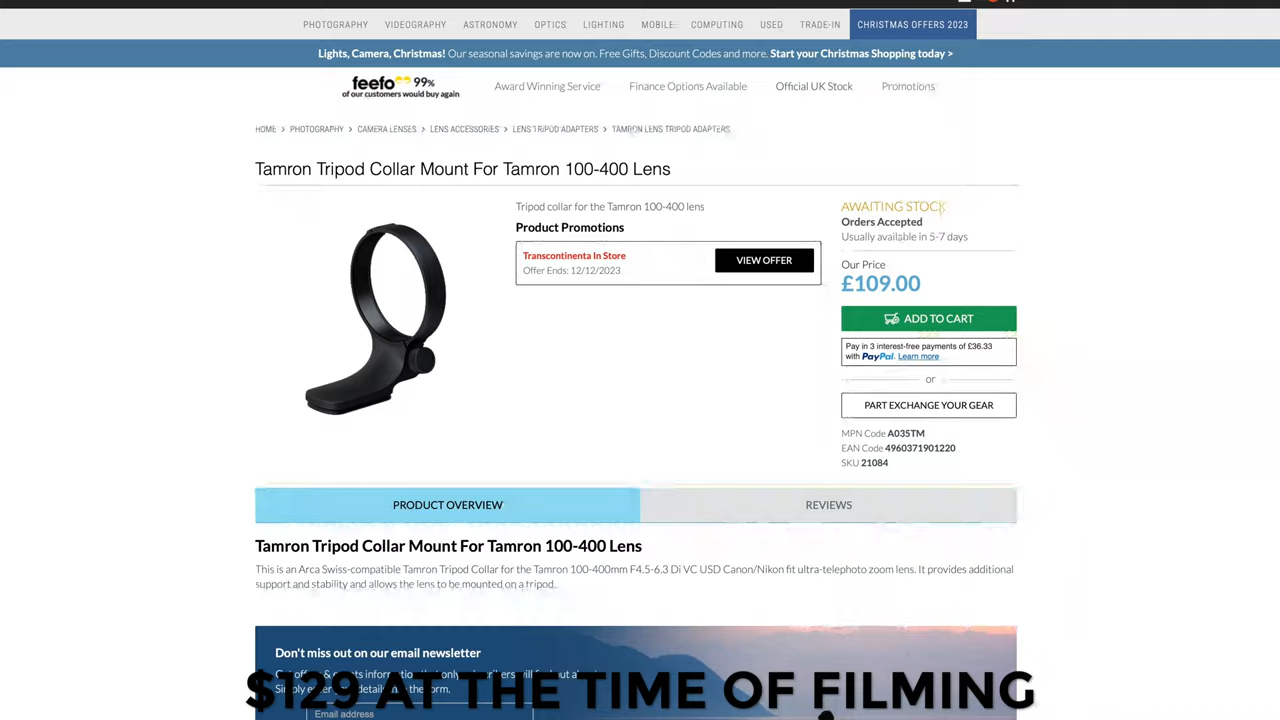 PHOTOGRAPHY VIDEOGRAPHY ASTRONOMY OPTICS LIGHTING MOBILE COMPUTING USED TRADE-IN CHRISTMAS OFFERS 2023
Lights, Camera, Christmas! Our seasonal savings are now on. Free Gifts, Discount Codes and more. Start your Christmas Shopping today >
feefo 99%
of our customers would buy again
Award Winning Service Finance Options Available Official UK Stock Promotions
HOME > PHOTOGRAPHY > CAMERA LENSES > LENS ACCESSORIES > LENS TRIPOD ADAPTERS > TAMRON LENS TRIPOD ADAPTERS
Tamron Tripod Collar Mount For Tamron 100-400 Lens
Tripod collar for the Tamron 100-400 lens
Product Promotions
Transcontinenta In Store
Offer Ends: 12/12/2023
VIEW OFFER
AWAITING STOCK
Orders Accepted
Usually available in 5-7 days
Our Price
£109.00
ADD TO CART
Pay in 3 interest-free payments of £36.33
with PayPal. Learn more
or
PART EXCHANGE YOUR GEAR
MPN Code A035TM
EAN Code 4960371901220
SKU 21084
PRODUCT OVERVIEW REVIEWS
Tamron Tripod Collar Mount For Tamron 100-400 Lens
This is an Arca Swiss-compatible Tamron Tripod Collar for the Tamron 100-400mm F4.5-6.3 Di VC USD Canon/Nikon fit ultra-telephoto zoom lens. It provides additional
support and stability and allows the lens to be mounted on a tripod.
Don't miss out on our email newsletter
$129 AT THE TIME OF FILMING
Email address